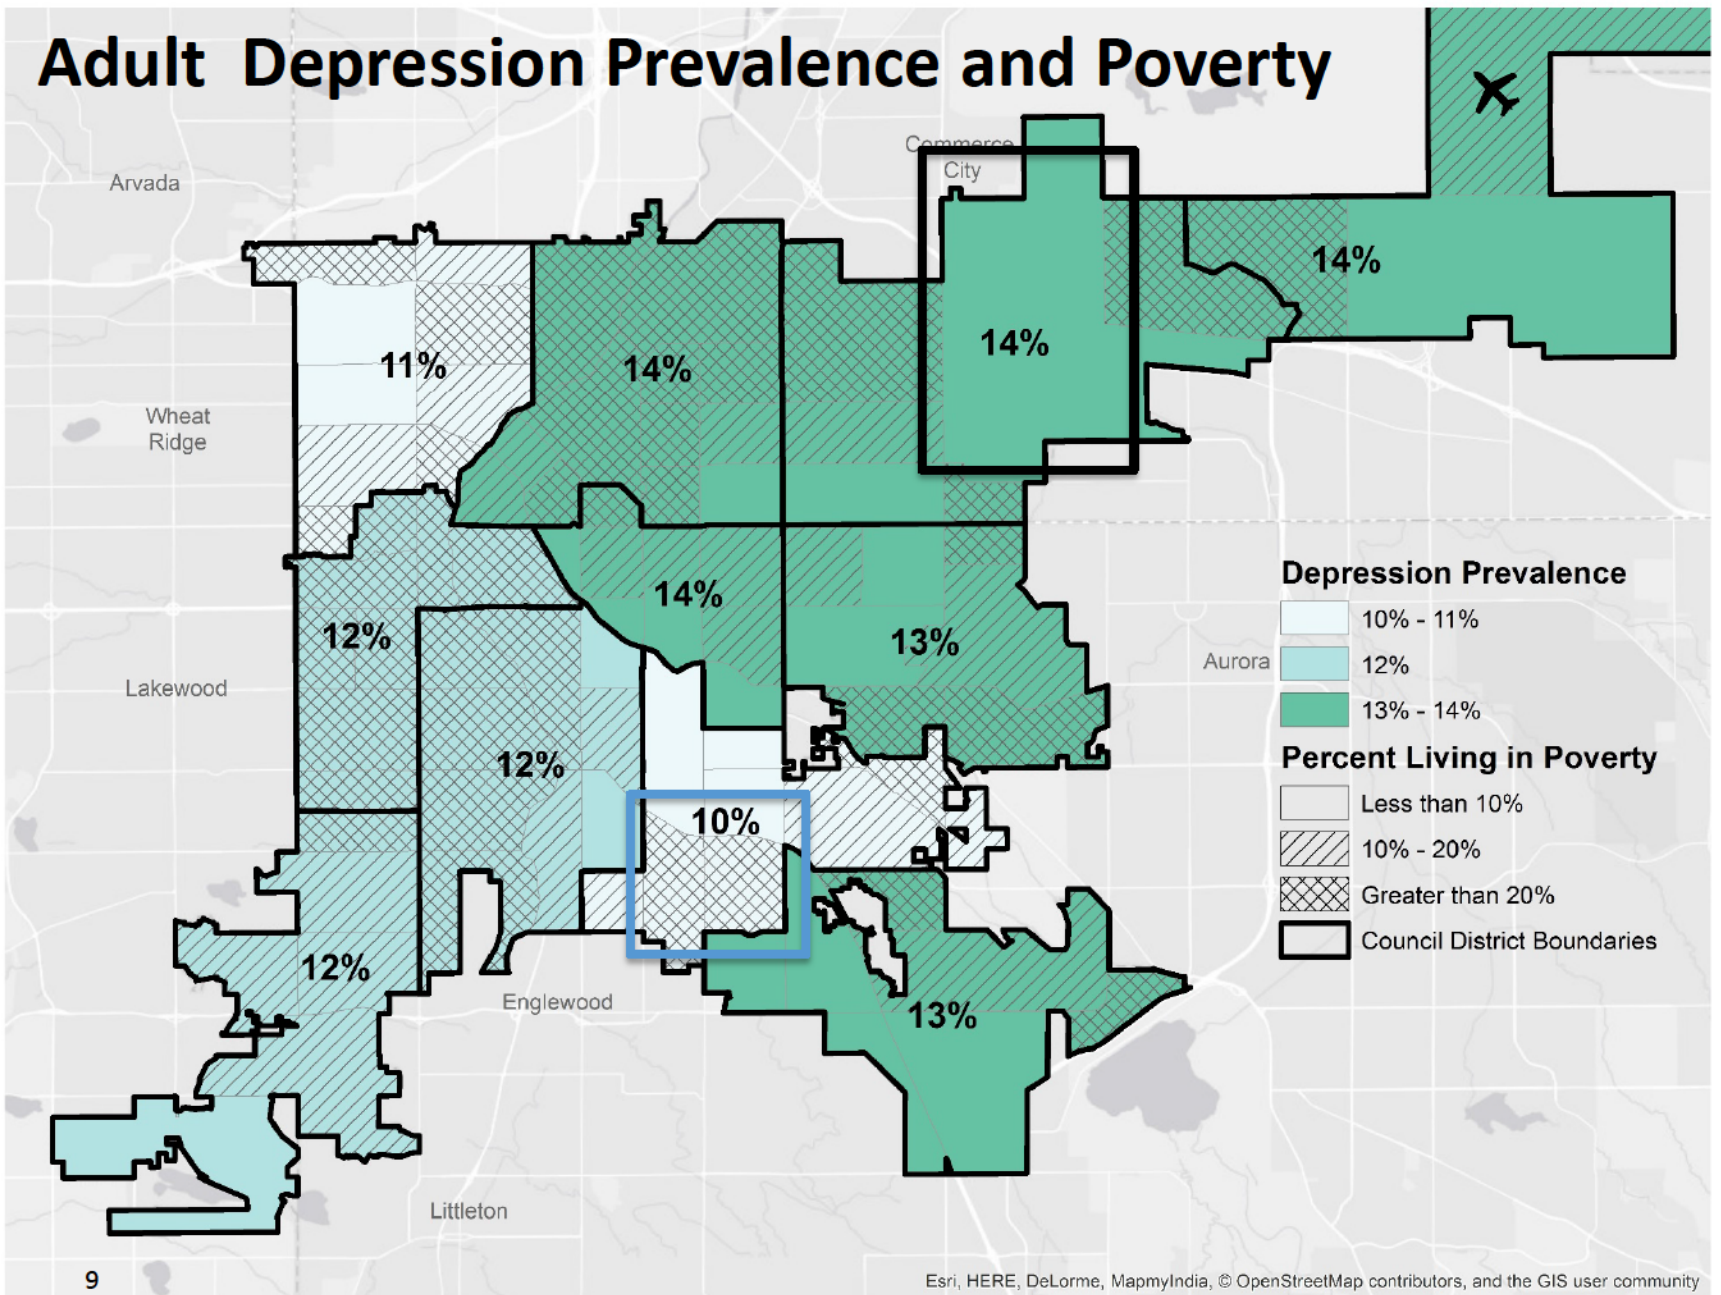 Adult Depression Prevalence and Poverty
Commerce
City
Arvada
14%
11%
14%
14%
Wheat
Ridge
14%
12%
13%
Lakewood
Aurora
12%
10%
12%
Englewood
13%
Littleton
Depression Prevalence
10% - 11%
12%
13% - 14%
Percent Living in Poverty
Less than 10%
10% - 20%
Greater than 20%
Council District Boundaries
9
Esri, HERE, DeLorme, MapmyIndia, © OpenStreetMap contributors, and the GIS user community